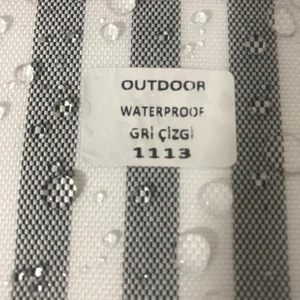 OUTDOOR
WATERPROOF
GRİ ÇİZGİ
1113